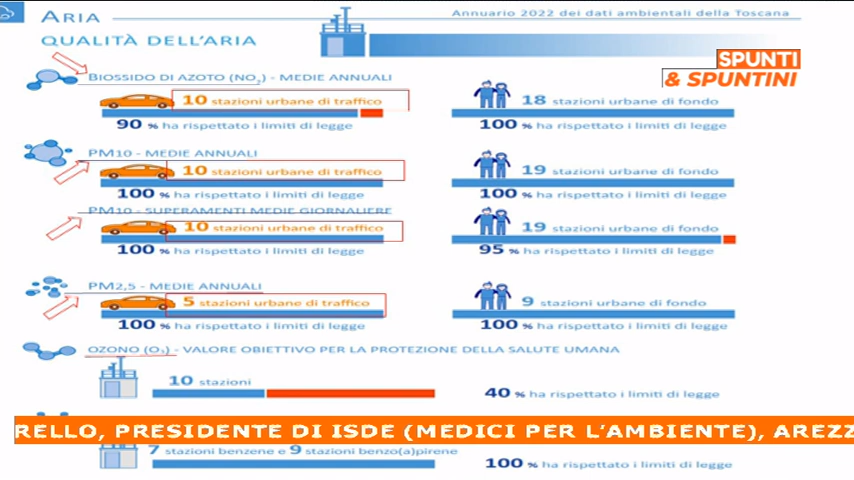 ARIA
Annuario 2022 dei dati ambientali della Toscana
QUALITÀ DELL'ARIA
SPUNTI
& SPUNTINI
BIOSSIDO DI AZOTO (NO2) - MEDIE ANNUALI
10 stazioni urbane di traffico
18 stazioni urbane di fondo
90 % ha rispettato i limiti di legge
100 % ha rispettato i limiti di legge
PM10 - MEDIE ANNUALI
10 stazioni urbane di traffico
19 stazioni urbane di fondo
100 % ha rispettato i limiti di legge
100 % ha rispettato i limiti di legge
PM10 - SUPERAMENTI MEDIE GIORNALIERE
10 stazioni urbane di traffico
19 stazioni urbane di fondo
100 % ha rispettato i limiti di legge
95 % ha rispettato i limiti di legge
PM2,5 - MEDIE ANNUALI
5 stazioni urbane di traffico
9 stazioni urbane di fondo
100 % ha rispettato i limiti di legge
100 % ha rispettato i limiti di legge
OZONO (O3) - VALORE OBIETTIVO PER LA PROTEZIONE DELLA SALUTE UMANA
10 stazioni
40 % ha rispettato i limiti di legge
RELLO, PRESIDENTE DI ISDE (MEDICI PER L'AMBIENTE), AREZZ
7 stazioni benzene e 9 stazioni benzo(a)pirene
100 % ha rispettato i limiti di legge